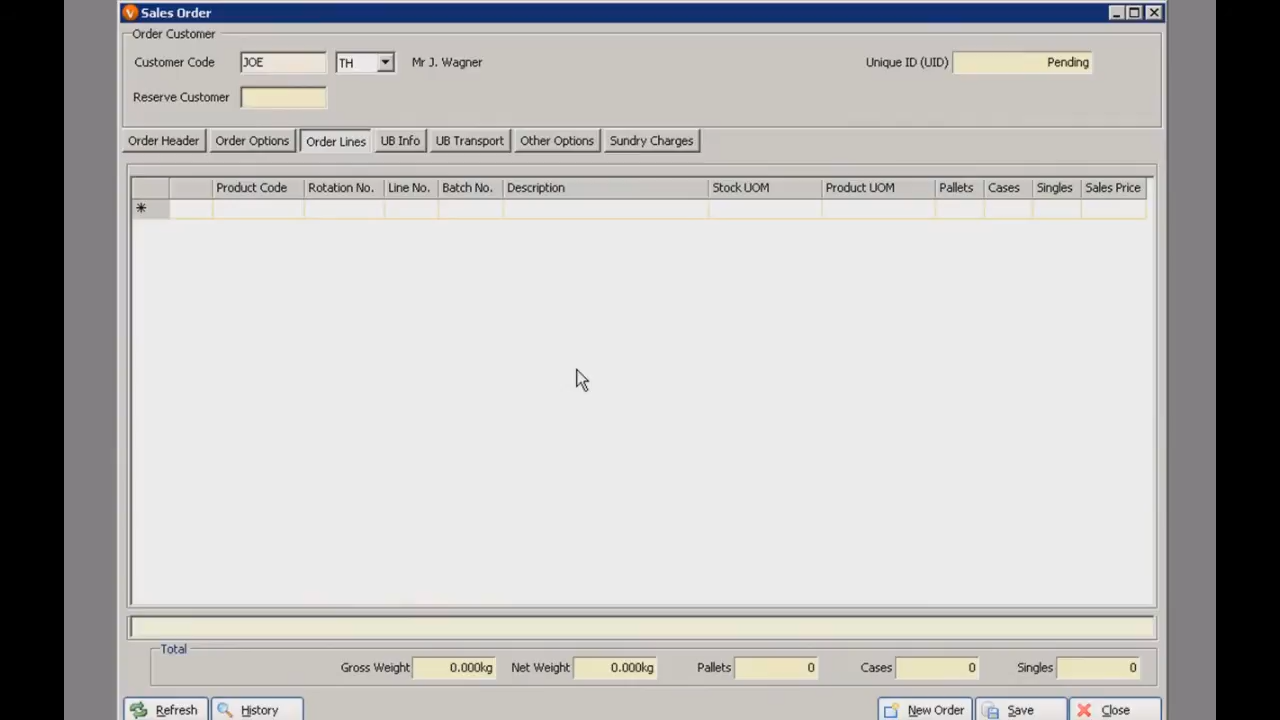 Sales Order
Order Customer
Customer Code JOE TH Mr J. Wagner Unique ID (UID) Pending
Reserve Customer
Order Header Order Options Order Lines UB Info UB Transport Other Options Sundry Charges
Product Code Rotation No. Line No. Batch No. Description Stock UOM Product UOM Pallets Cases Singles Sales Price
*
Total
Gross Weight 0.000kg Net Weight 0.000kg Pallets 0 Cases 0 Singles 0
Refresh History New Order Save Close